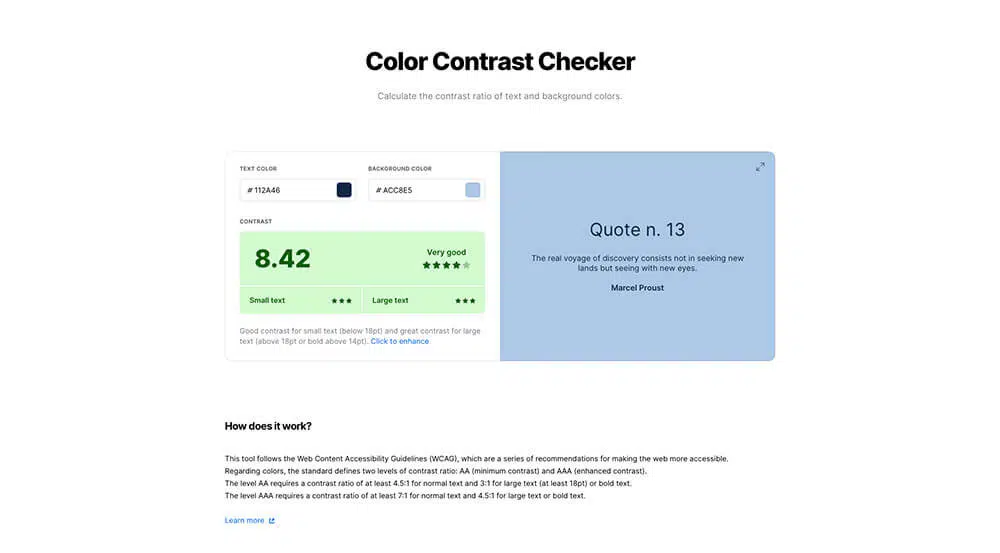 Color Contrast Checker
Calculate the contrast ratio of text and background colors.
TEXT COLOR
# 112A46
BACKGROUND COLOR
# ACC8E5
CONTRAST
8.42
Very good
Small text
Large text
Good contrast for small text (below 18pt) and great contrast for large
text (above 18pt or bold above 14pt). Click to enhance
Quote n. 13
The real voyage of discovery consists not in seeking new
lands but seeing with new eyes.
Marcel Proust
How does it work?
This tool follows the Web Content Accessibility Guidelines (WCAG), which are a series of recommendations for making the web more accessible.
Regarding colors, the standard defines two levels of contrast ratio: AA (minimum contrast) and AAA (enhanced contrast).
The level AA requires a contrast ratio of at least 4.5:1 for normal text and 3:1 for large text (at least 18pt) or bold text.
The level AAA requires a contrast ratio of at least 7:1 for normal text and 4.5:1 for large text or bold text.
Learn more